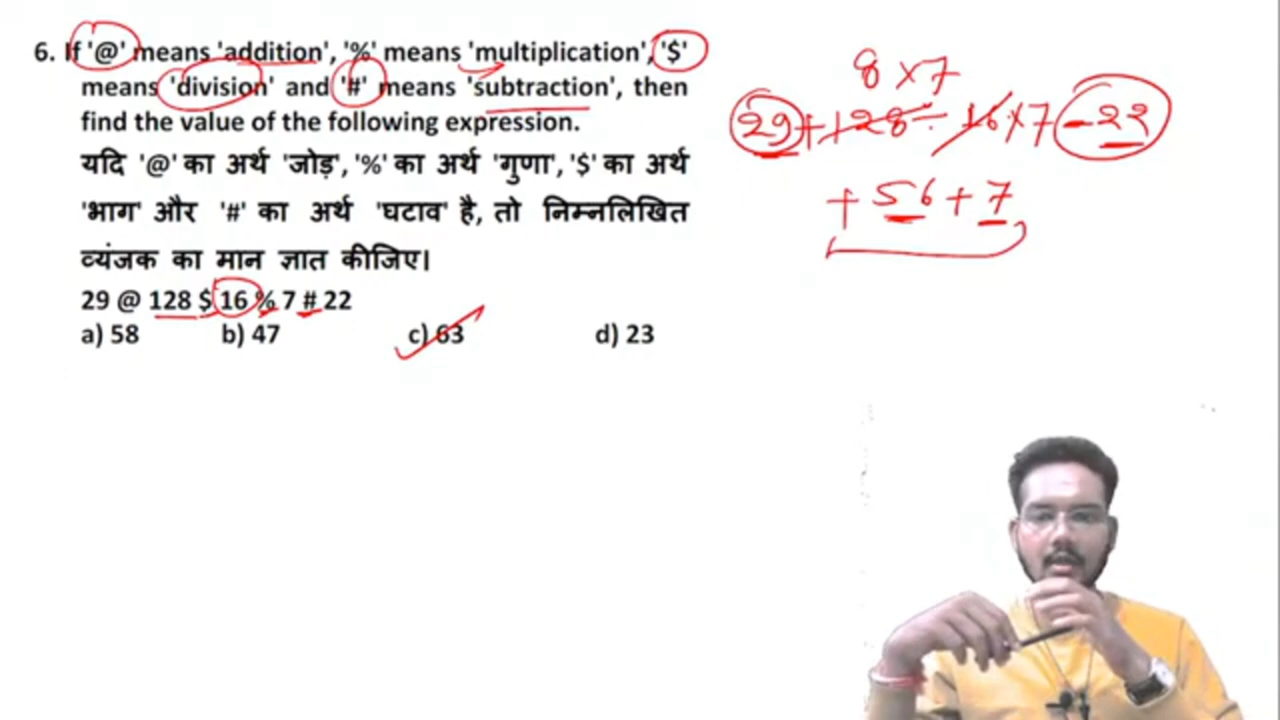 6. If '@' means 'addition', '%' means 'multiplication', '$'
means 'division' and '#' means 'subtraction', then
find the value of the following expression.
यदि '@' का अर्थ 'जोड़', '%' का अर्थ 'गुणा', '$' का अर्थ
'भाग' और '#' का अर्थ 'घटाव' है, तो निम्नलिखित
व्यंजक का मान ज्ञात कीजिए।
29 @ 128 $ 16 % 7 # 22
a) 58 b) 47 c) 63 d) 23
8 × 7
29 + 128 ÷ 16 × 7 - 22
+ 56 + 7